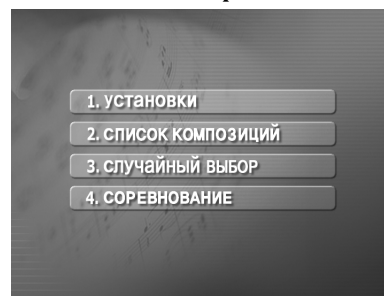 1. УСТАНОВКИ
2. СПИСОК КОМПОЗИЦИЙ
3. СЛУЧАЙНЫЙ ВЫБОР
4. СОРЕВНОВАНИЕ